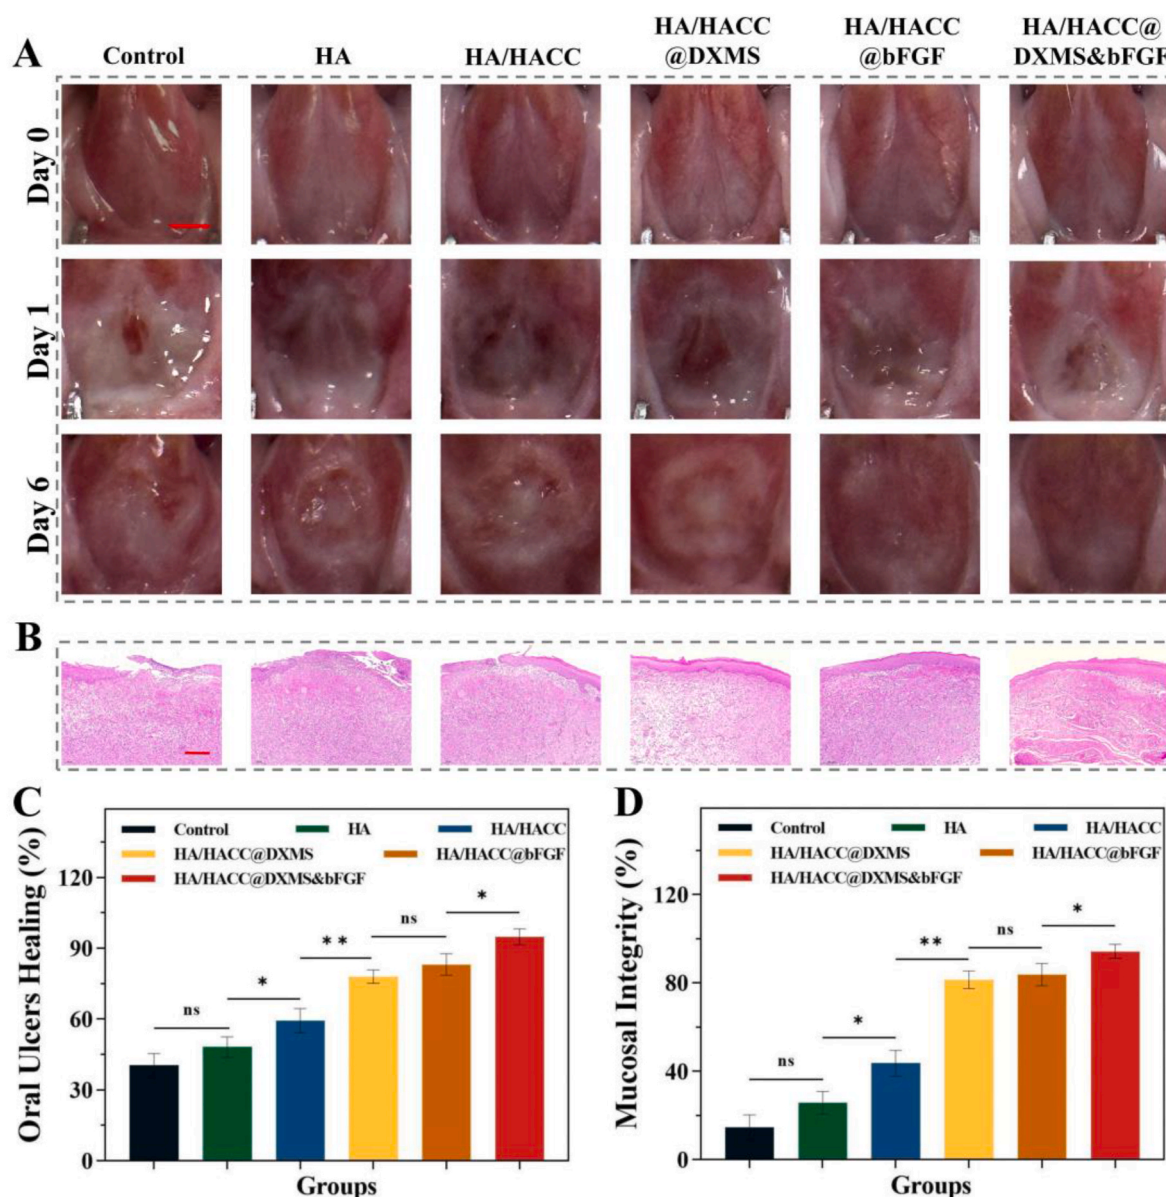 A
Control
HA
HA/HACC
HA/HACC
@DXMS
HA/HACC
@bFGF
HA/HACC@
DXMS&bFGF
Day 0
Day 1
Day 6
B
C
Control
HA
HA/HACC
HA/HACC@DXMS
HA/HACC@bFGF
HA/HACC@DXMS&bFGF
Oral Ulcers Healing (%)
120
90
60
30
0
ns
*
**
ns
*
Groups
D
Control
HA
HA/HACC
HA/HACC@DXMS
HA/HACC@bFGF
HA/HACC@DXMS&bFGF
Mucosal Integrity (%)
120
80
40
0
ns
*
**
ns
*
Groups